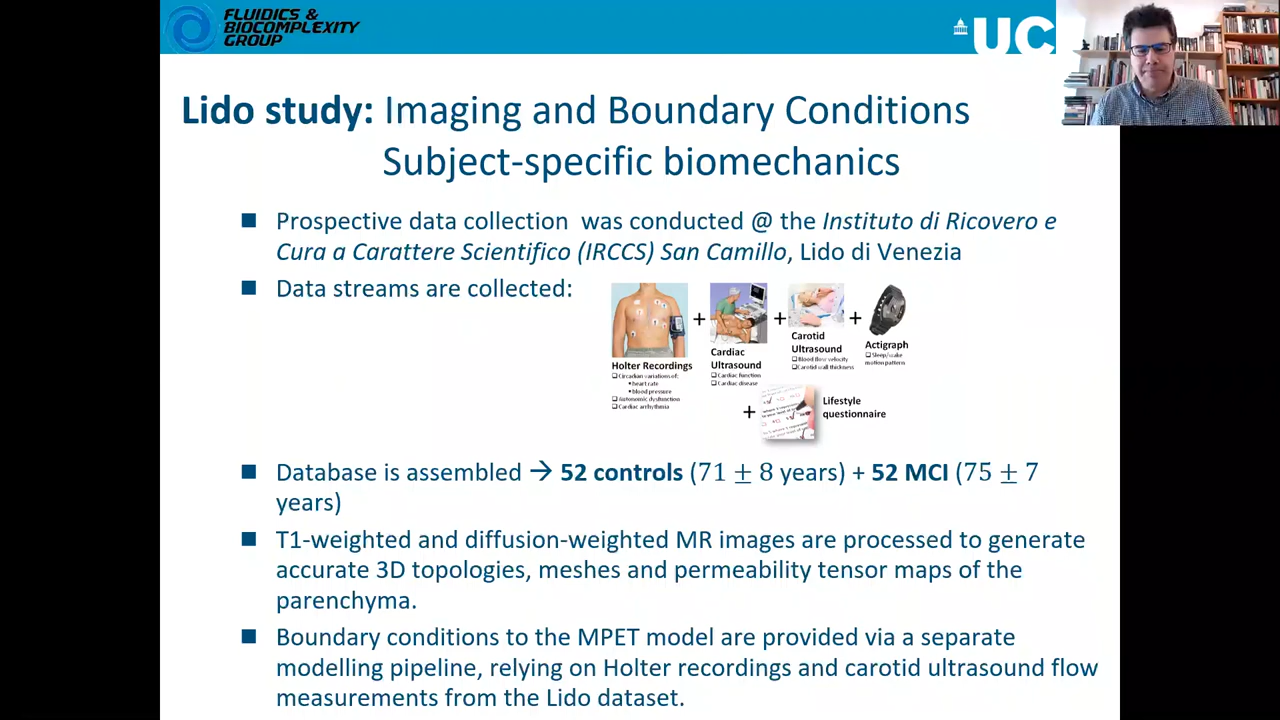 FLUIDICS &
BIOCOMPLEXITY
GROUP
UC
Lido study: Imaging and Boundary Conditions
Subject-specific biomechanics
Prospective data collection was conducted @ the Instituto di Ricovero e
Cura a Carattere Scientifico (IRCCS) San Camillo, Lido di Venezia
Data streams are collected:
+
+
+
Holter Recordings
Circadian variations of:
heart rate
blood pressure
Autonomic dysfunction
Cardiac arrhythmia
Cardiac
Ultrasound
Cardiac function
Cardiac disease
Carotid
Ultrasound
Blood flow velocity
Carotid wall thickness
Actigraph
Sleep/wake
motion pattern
+
Lifestyle
questionnaire
Database is assembled → 52 controls (71 ± 8 years) + 52 MCI (75 ± 7
years)
T1-weighted and diffusion-weighted MR images are processed to generate
accurate 3D topologies, meshes and permeability tensor maps of the
parenchyma.
Boundary conditions to the MPET model are provided via a separate
modelling pipeline, relying on Holter recordings and carotid ultrasound flow
measurements from the Lido dataset.